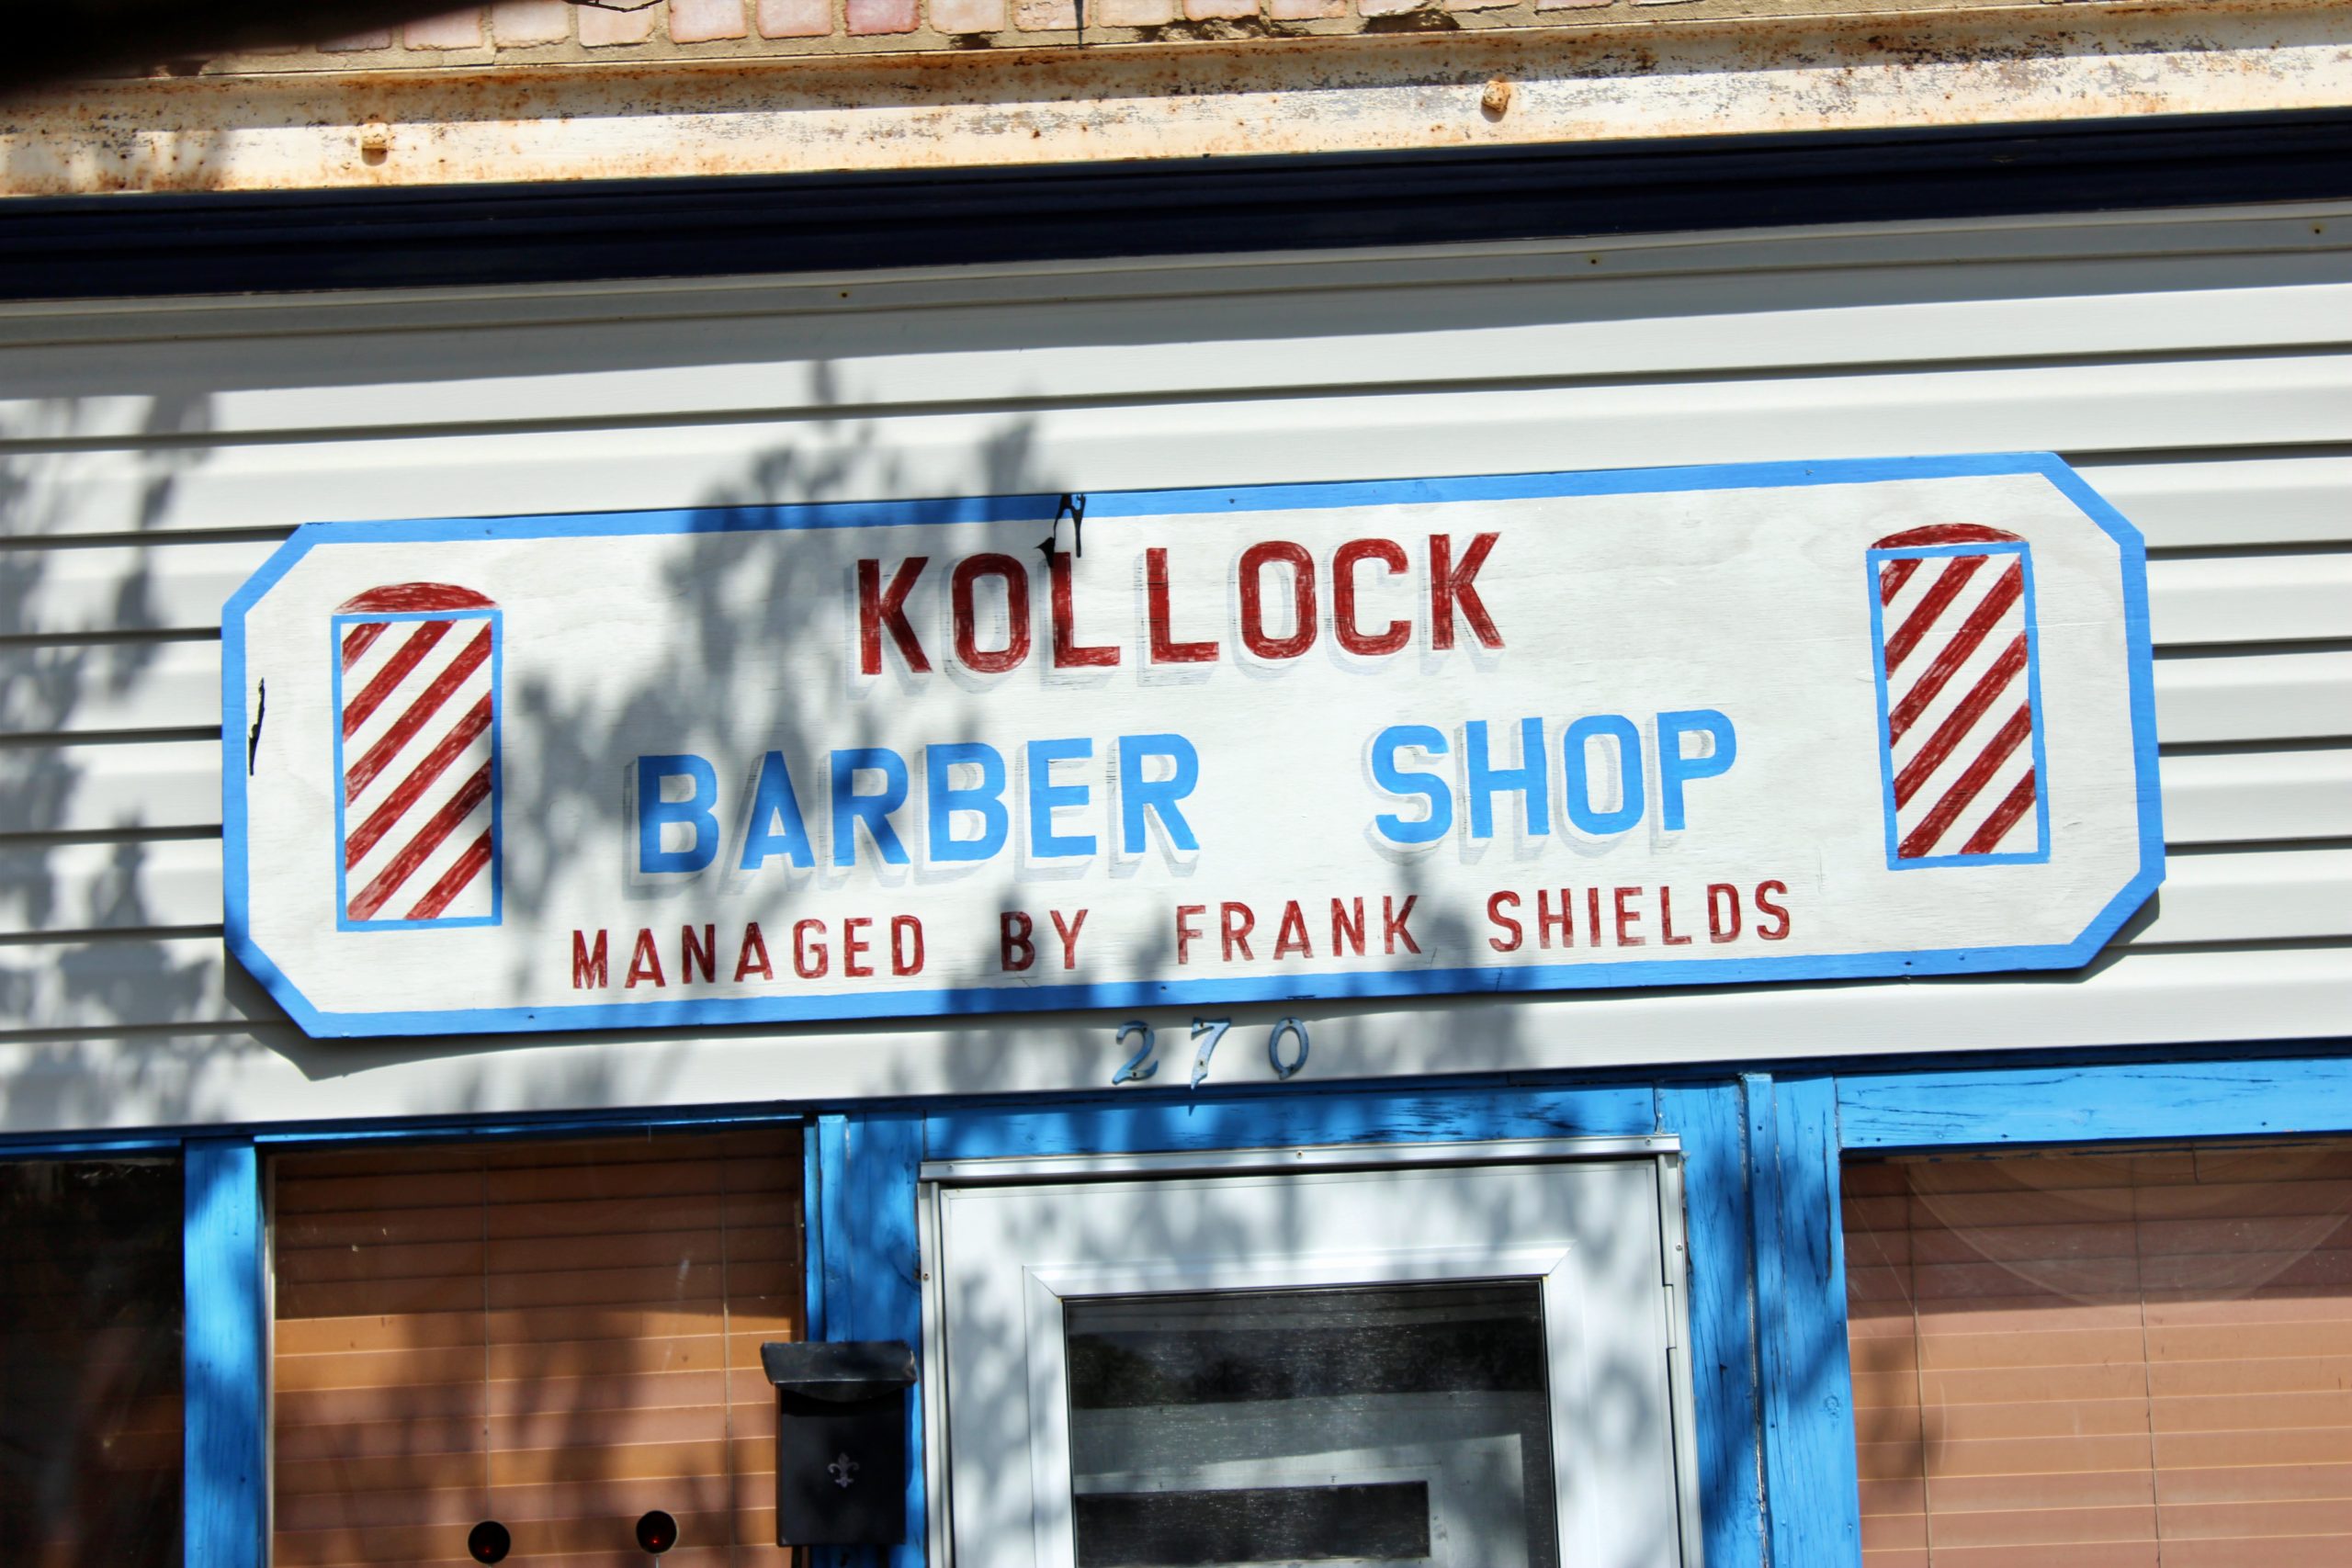 KOLLOCK
BARBER SHOP
MANAGED BY FRANK SHIELDS
270